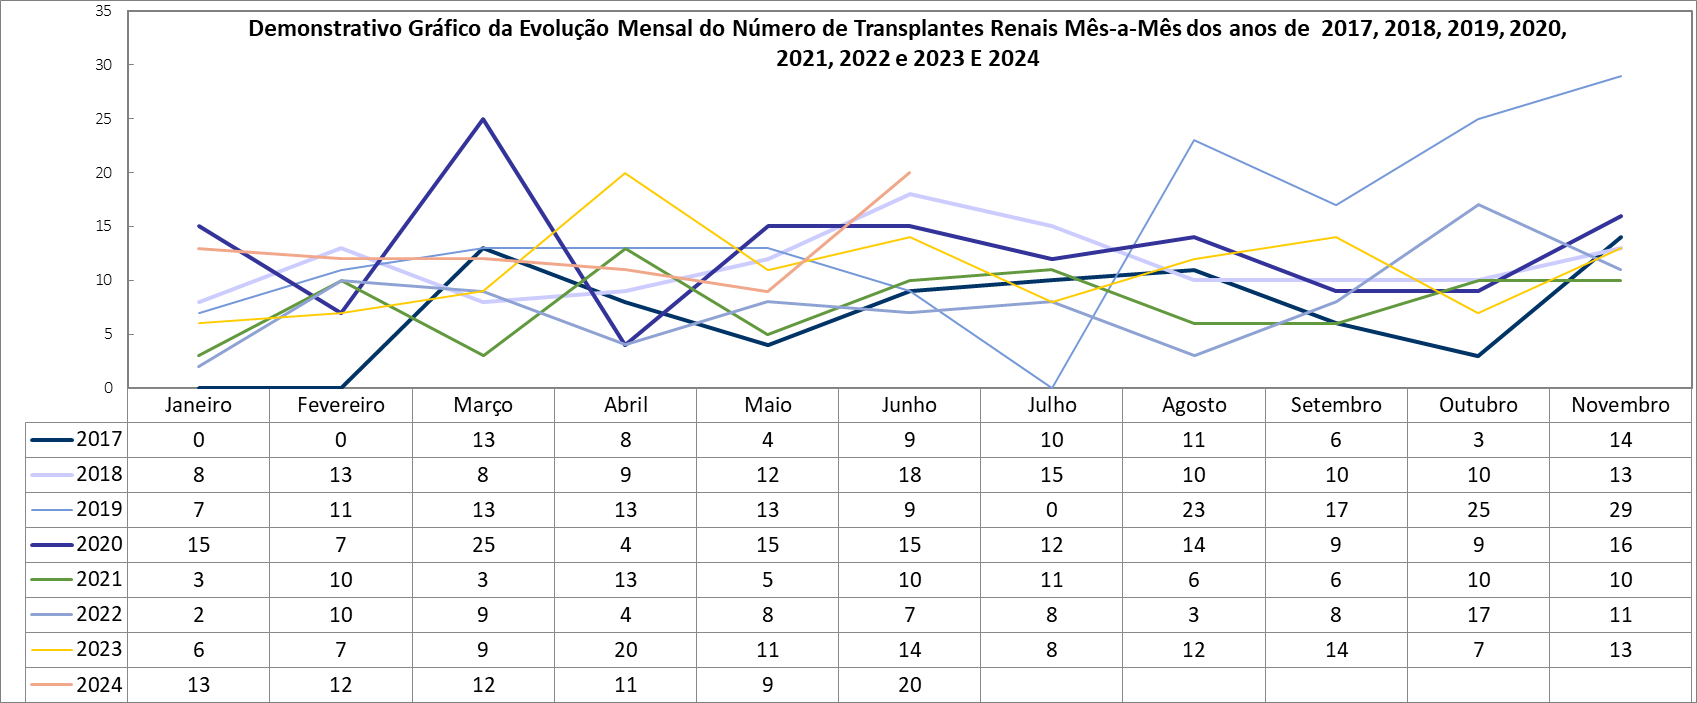 Demonstrativo Gráfico da Evolução Mensal do Número de Transplantes Renais Mês-a-Mês dos anos de 2017, 2018, 2019, 2020,
2021, 2022 e 2023 E 2024
35
30
25
20
15
10
5
0
Janeiro Fevereiro Março Abril Maio Junho Julho Agosto Setembro Outubro Novembro
2017 0 0 13 8 4 9 10 11 6 3 14
2018 8 13 8 9 12 18 15 10 10 10 13
2019 7 11 13 13 13 9 0 23 17 25 29
2020 15 7 25 4 15 15 12 14 9 9 16
2021 3 10 3 13 5 10 11 6 6 10 10
2022 2 10 9 4 8 7 8 3 8 17 11
2023 6 7 9 20 11 14 8 12 14 7 13
2024 13 12 12 11 9 20